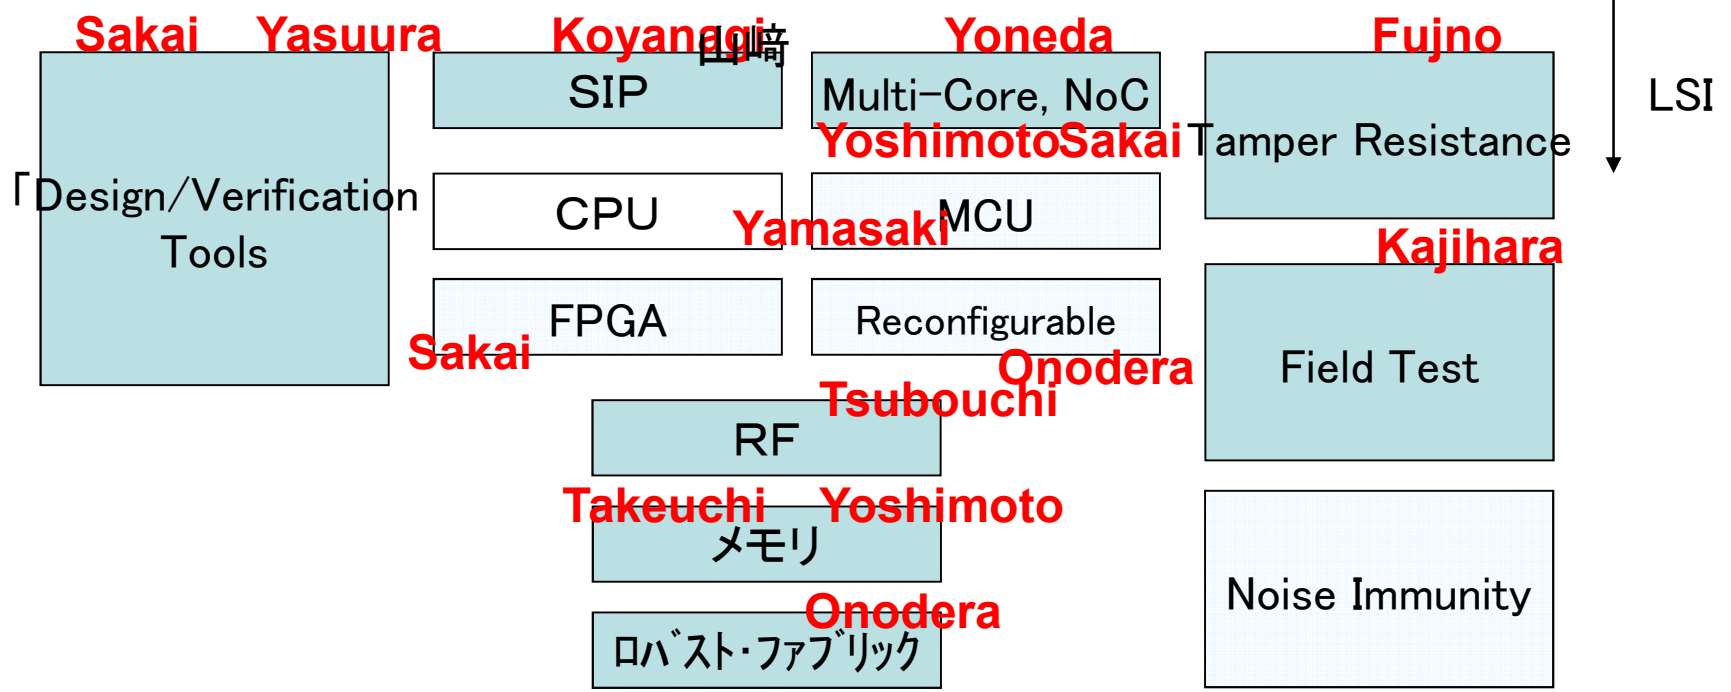 Sakai Yasuura Koyanagi 山﨑 Yoneda Fujno
SIP
Multi-Core, NoC
LSI
YoshimotoSakai
Tamper Resistance
「Design/Verification
Tools
CPU
Yamasaki
MCU
Kajihara
FPGA
Reconfigurable
Sakai
Onodera
Field Test
Tsubouchi
RF
Takeuchi Yoshimoto
メモリ
Noise Immunity
Onodera
ロバスト・ファブリック